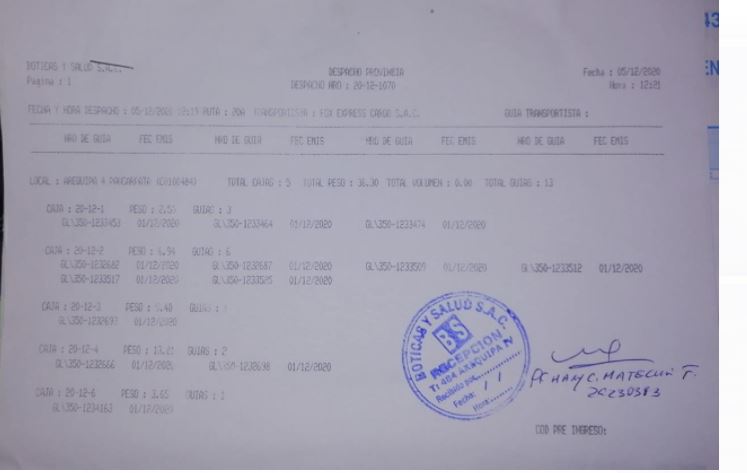 BOTICAS Y SALUD S.A.C.
Pagina : 1
DESPACHO PROVINCIA
DESPACHO NRO : 20-12-1070
Fecha : 05/12/2020
Hora : 12:21
FECHA Y HORA DESPACHO : 05/12/2020 12:15 RUTA : 20A TRANSPORTISTA : FOX EXPRESS CARGO S.A.C. GUIA TRANSPORTISTA :
NRO DE GUIA FEC EMIS NRO DE GUIA FEC EMIS NRO DE GUIA FEC EMIS NRO DE GUIA FEC EMIS
LOCAL : AREQUIPA 4 PAUCARPATA TOTAL CAJAS : 5 TOTAL PESO : 36.30 TOTAL VOLUMEN : 0.00 TOTAL GUIAS : 13
CAJA : 20-12-1 PESO : 2.55 GUIAS : 3
GL\350-1233453 01/12/2020 GL\350-1233464 01/12/2020 GL\350-1233474 01/12/2020
CAJA : 20-12-2 PESO : GUIAS : 6
GL\350-1232682 01/12/2020 GL\350-1232687 01/12/2020 GL\350-1233509 01/12/2020 GL\350-1233512 01/12/2020
GL\350-1233517 01/12/2020 GL\350-1233525 01/12/2020
CAJA : 20-12-3 PESO : GUIAS :
GL\350-1232697 01/12/2020
CAJA : 20-12-4 PESO : 13.21 GUIAS : 2
GL\350-1232666 01/12/2020 GL\350-1232698 01/12/2020
CAJA : 20-12-6 PESO : 3.65 GUIAS :
GL\350-1234163 01/12/2020
BOTICAS Y SALUD S.A.C.
BS
RECEPCION
Recibido por:
Fecha: / /
Hora:
COD PRE INGRESO: